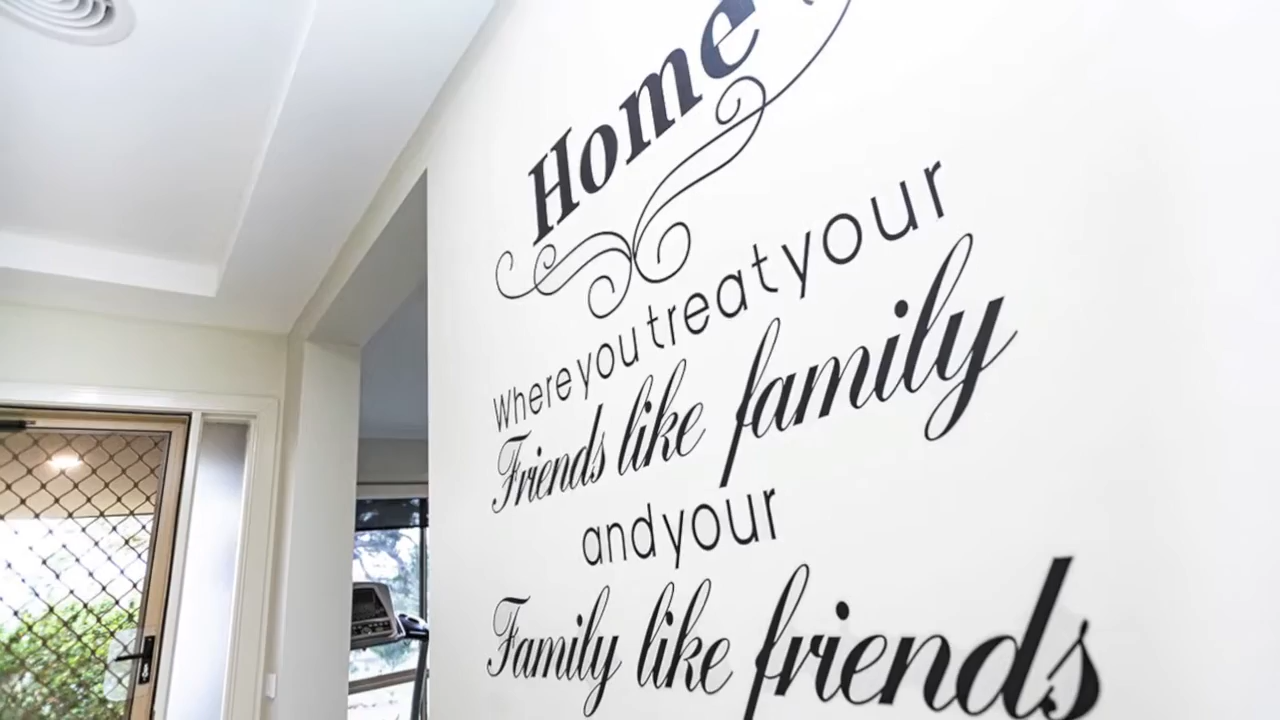 Home
Where you treat your
Friends like family
and your
Family like friends